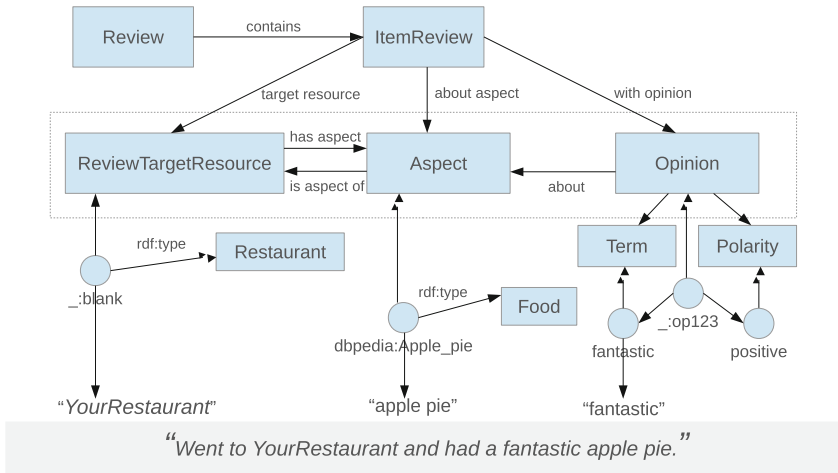 Review
contains
ItemReview
target resource
about aspect
with opinion
ReviewTargetResource
has aspect
is aspect of
Aspect
about
Opinion
rdf:type
Restaurant
_:blank
rdf:type
Food
dbpedia:Apple_pie
Term
Polarity
_:op123
fantastic
positive
“YourRestaurant”
“apple pie”
“fantastic”
“Went to YourRestaurant and had a fantastic apple pie.”